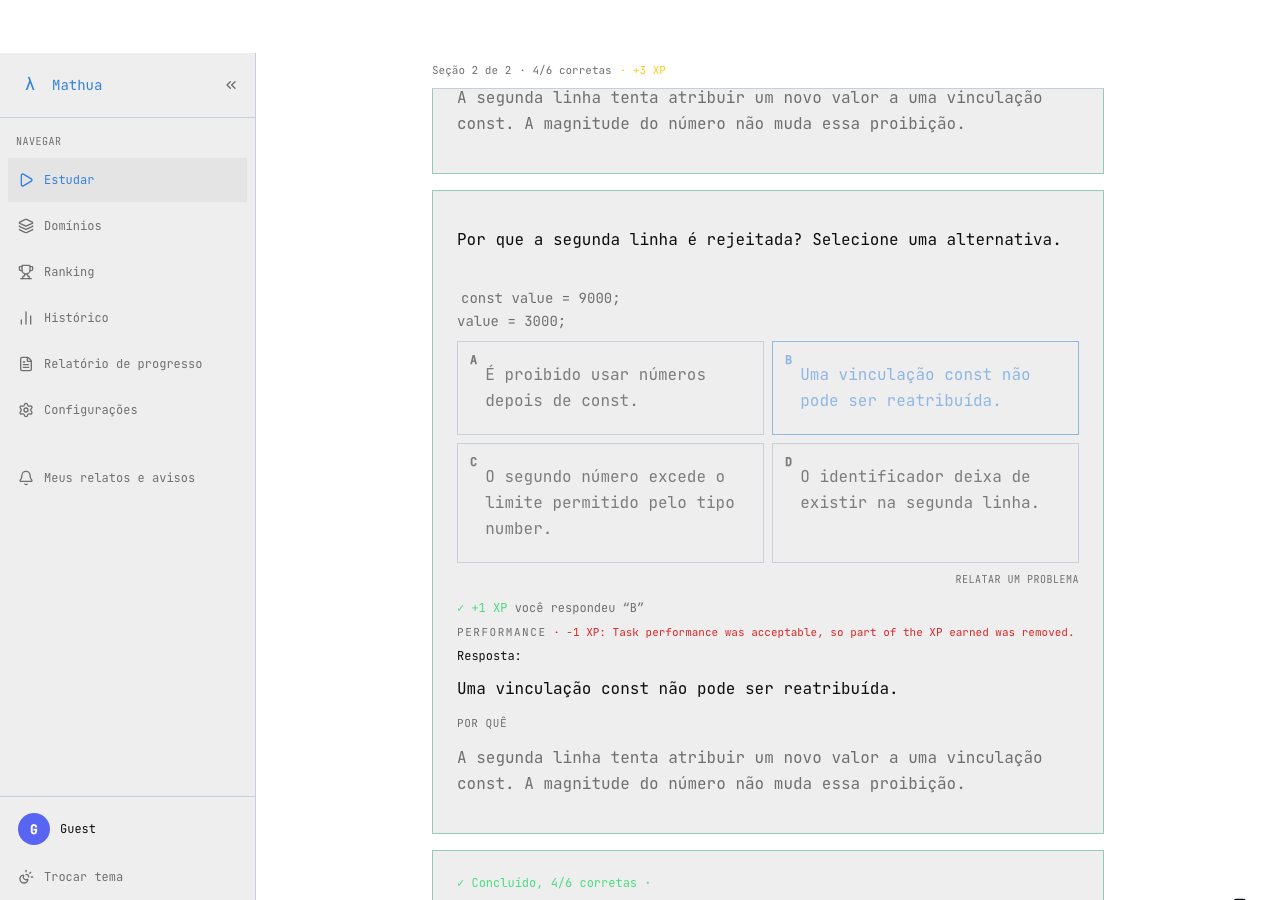 λ Mathua
NAVEGAR
Estudar
Domínios
Ranking
Histórico
Relatório de progresso
Configurações
Meus relatos e avisos
G Guest
Trocar tema
Seção 2 de 2 · 4/6 corretas · +3 XP
A segunda linha tenta atribuir um novo valor a uma vinculação
const. A magnitude do número não muda essa proibição.
Por que a segunda linha é rejeitada? Selecione uma alternativa.
const value = 9000;
value = 3000;
A
É proibido usar números
depois de const.
B
Uma vinculação const não
pode ser reatribuída.
C
O segundo número excede o
limite permitido pelo tipo
number.
D
O identificador deixa de
existir na segunda linha.
RELATAR UM PROBLEMA
✓ +1 XP você respondeu “B”
PERFORMANCE · -1 XP: Task performance was acceptable, so part of the XP earned was removed.
Resposta:
Uma vinculação const não pode ser reatribuída.
POR QUÊ
A segunda linha tenta atribuir um novo valor a uma vinculação
const. A magnitude do número não muda essa proibição.
✓ Concluído, 4/6 corretas ·